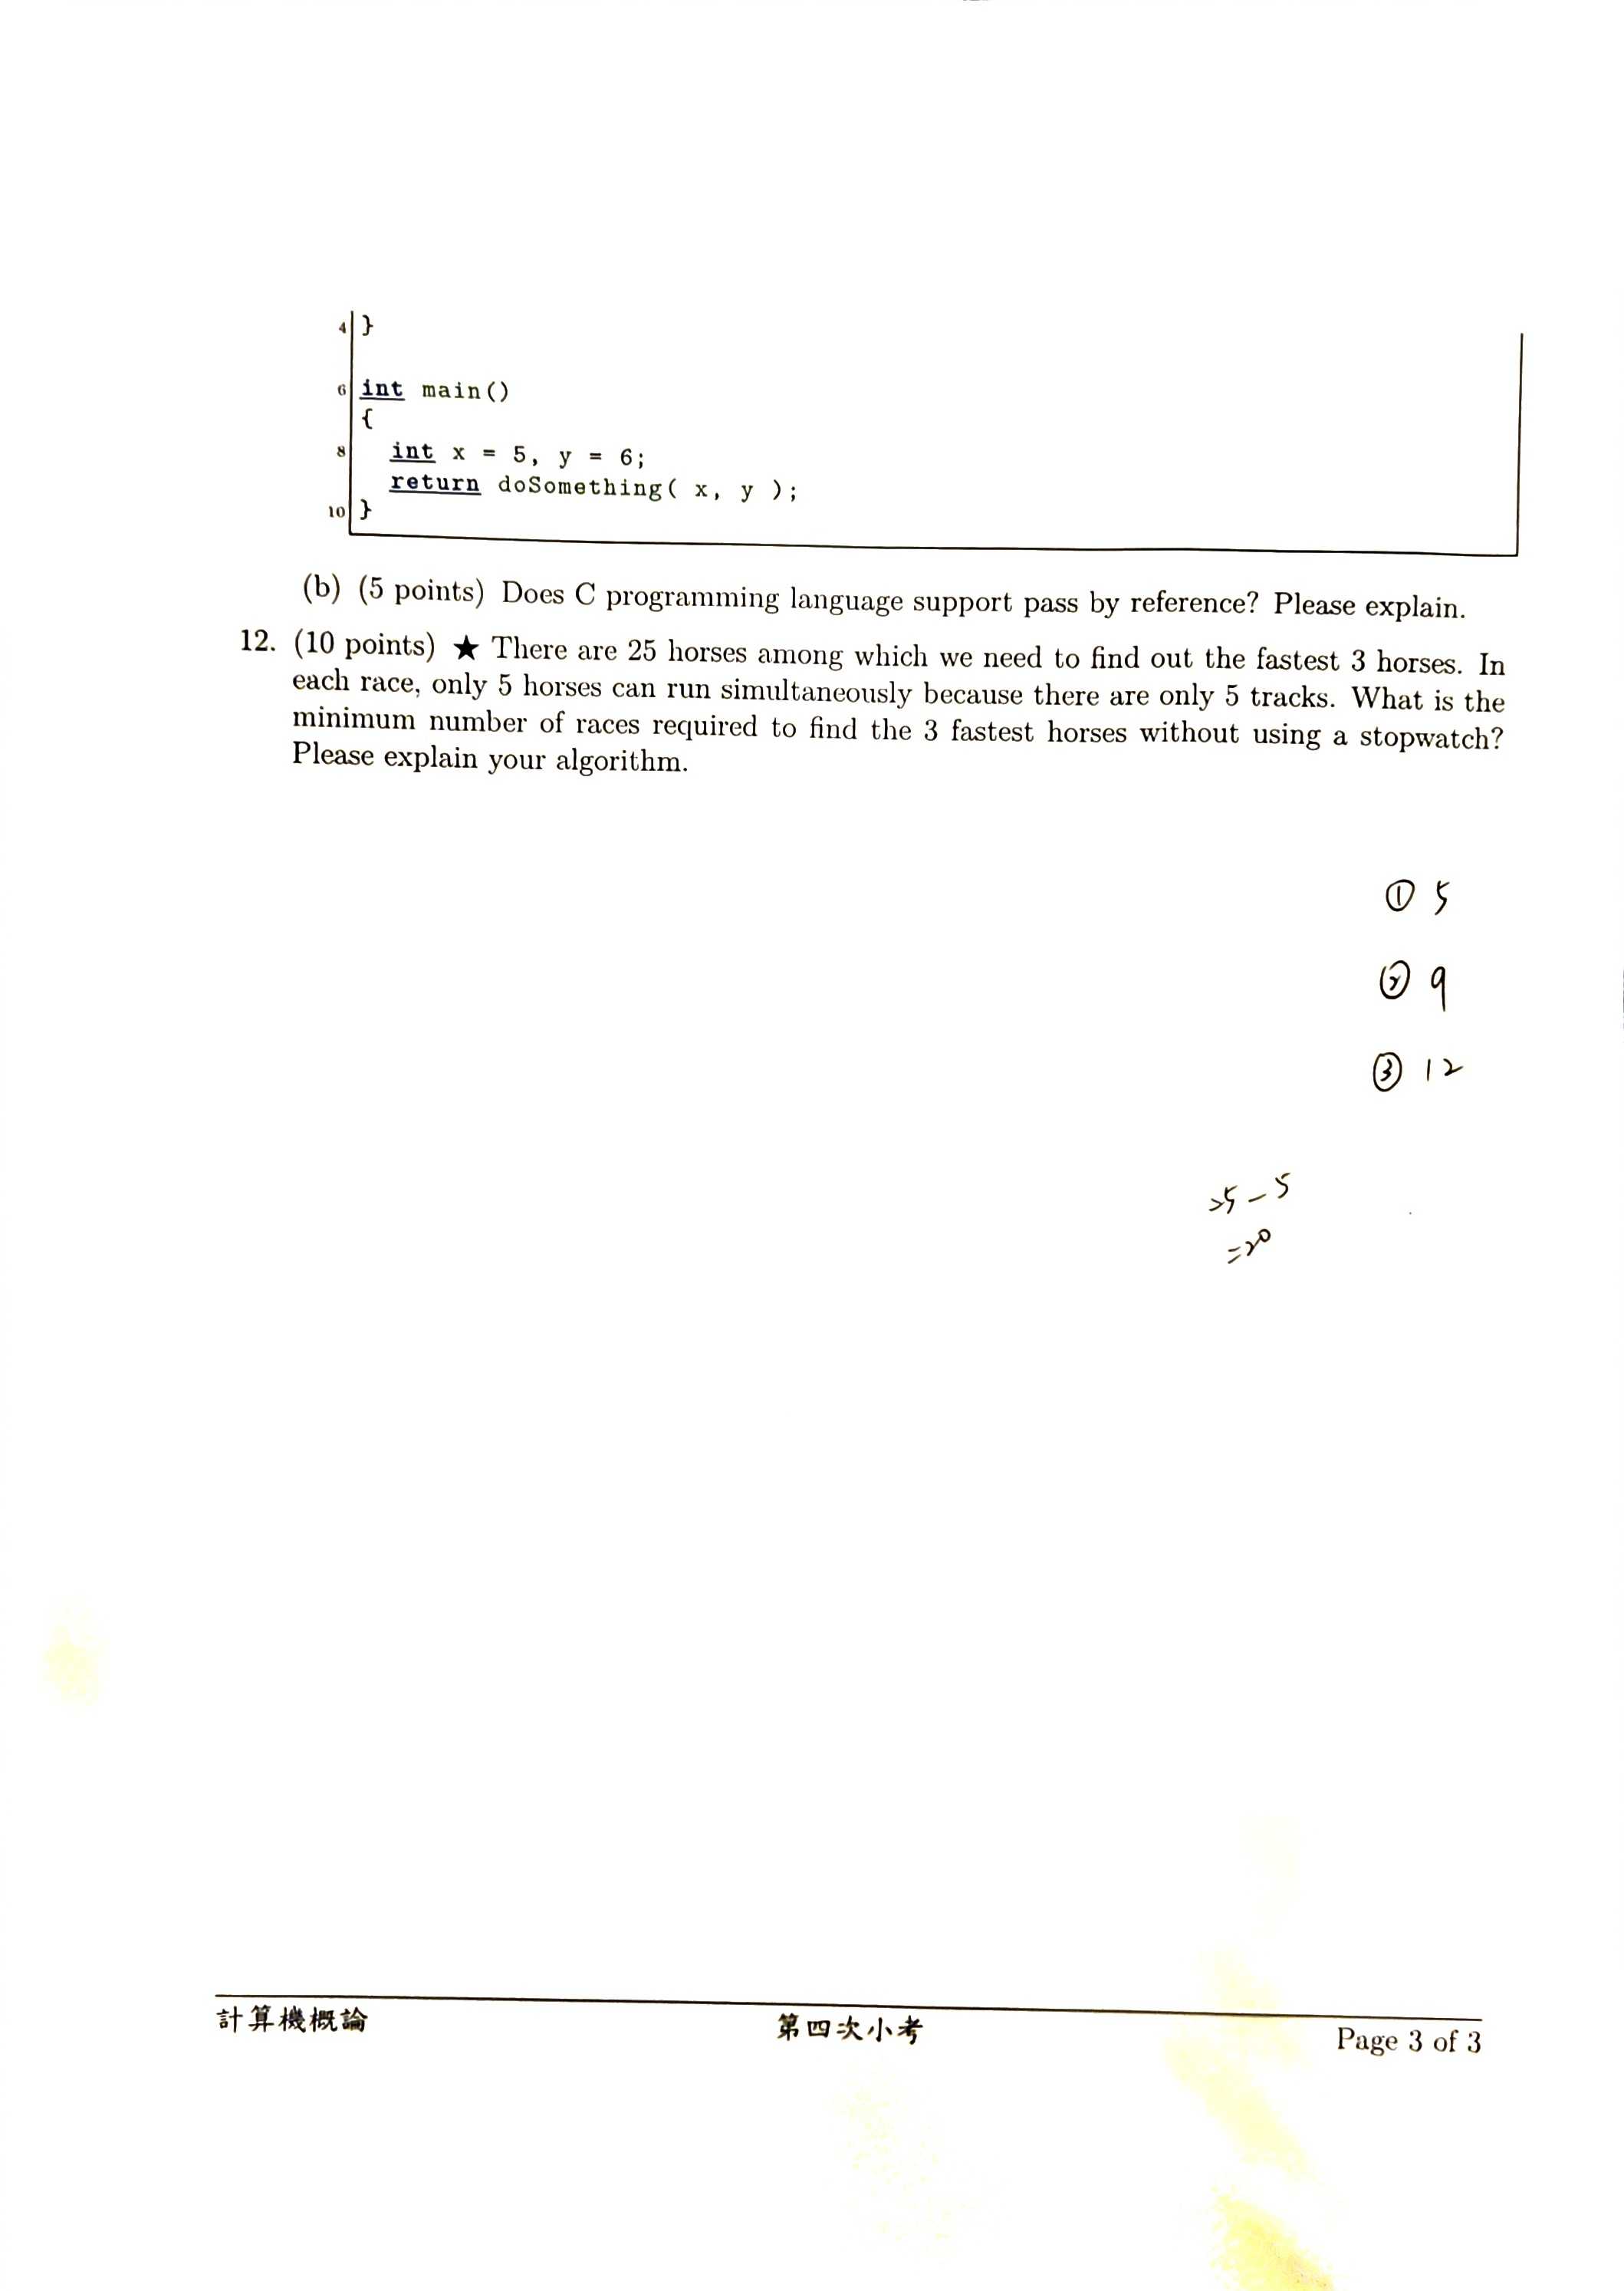 4 }
6 int main()
{
8 int x = 5, y = 6;
return doSomething( x, y );
10 }
(b) (5 points) Does C programming language support pass by reference? Please explain.
12. (10 points) ★ There are 25 horses among which we need to find out the fastest 3 horses. In
each race, only 5 horses can run simultaneously because there are only 5 tracks. What is the
minimum number of races required to find the 3 fastest horses without using a stopwatch?
Please explain your algorithm.
① 5
② 9
③ 12
25 - 5
= 20
計算機概論 第四次小考 Page 3 of 3